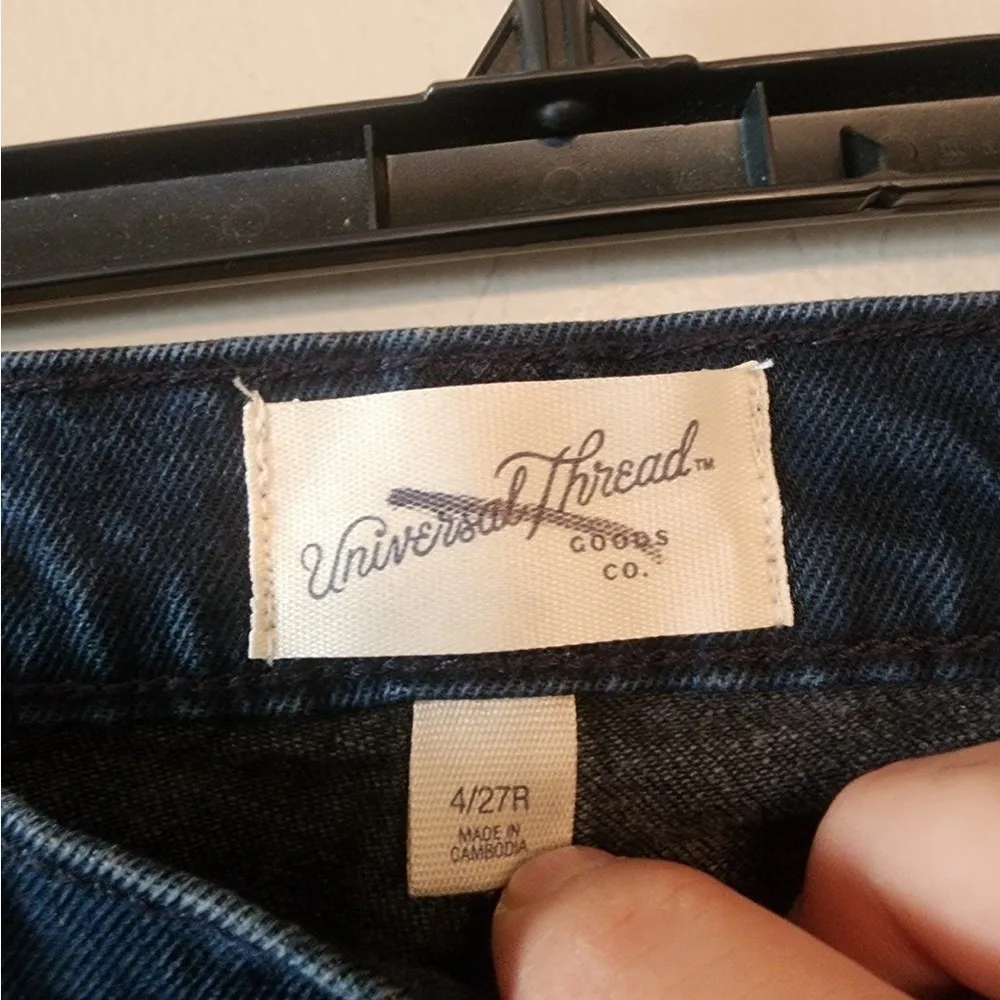 Universal Thread™
GOODS
CO.
4/27R
MADE IN
CAMBODIA